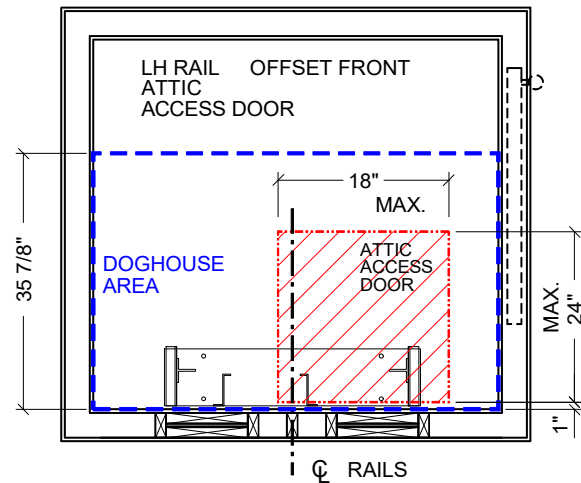 LH RAIL OFFSET FRONT
ATTIC
ACCESS DOOR
18"
MAX.
35 7/8"
DOGHOUSE
AREA
ATTIC
ACCESS
DOOR
MAX.
24"
1"
℄ RAILS